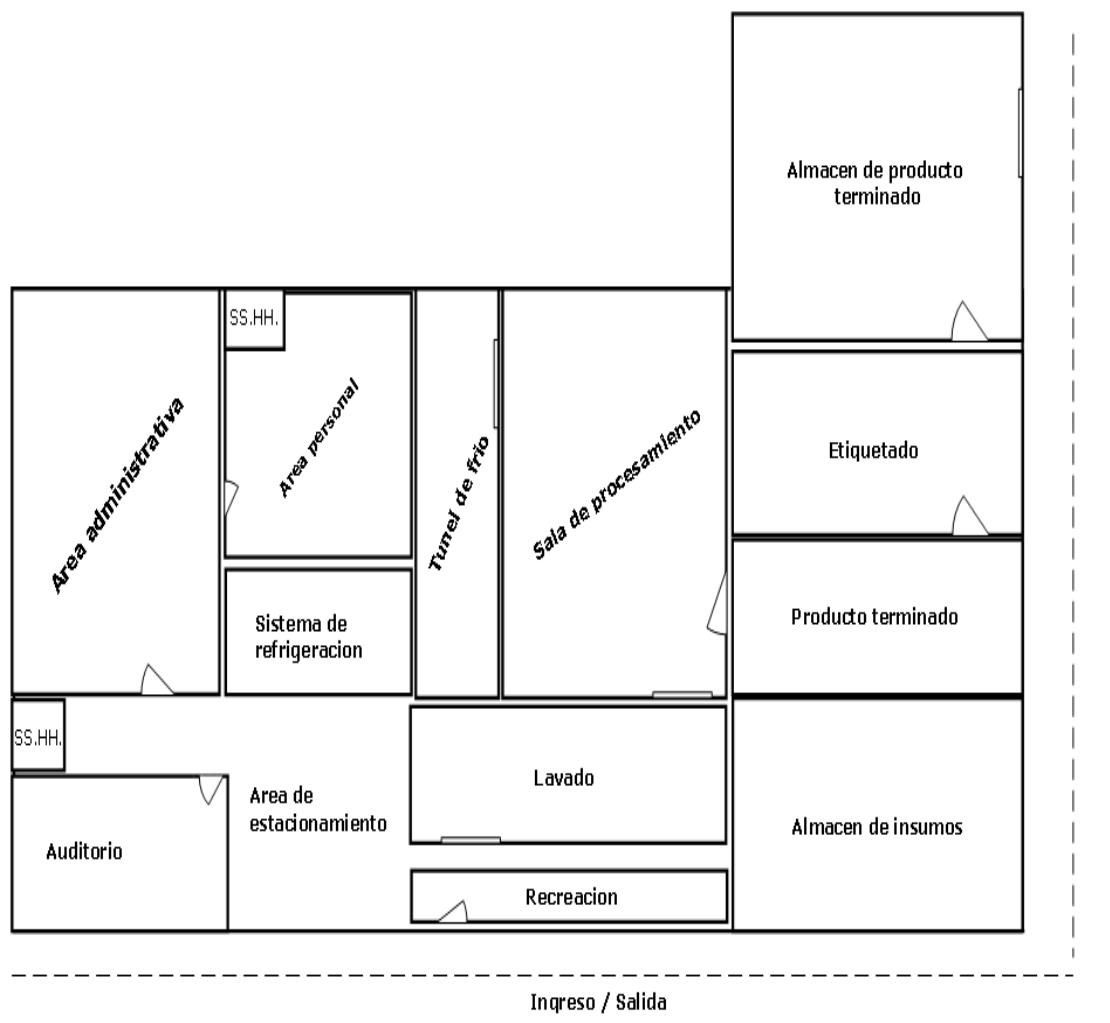 Almacen de producto
terminado
SS.HH.
Area administrativa
Area personal
Tunel de frio
Sala de procesamiento
Etiquetado
Sistema de
refrigeracion
Producto terminado
SS.HH.
Lavado
Area de
estacionamiento
Almacen de insumos
Auditorio
Recreacion
Ingreso / Salida